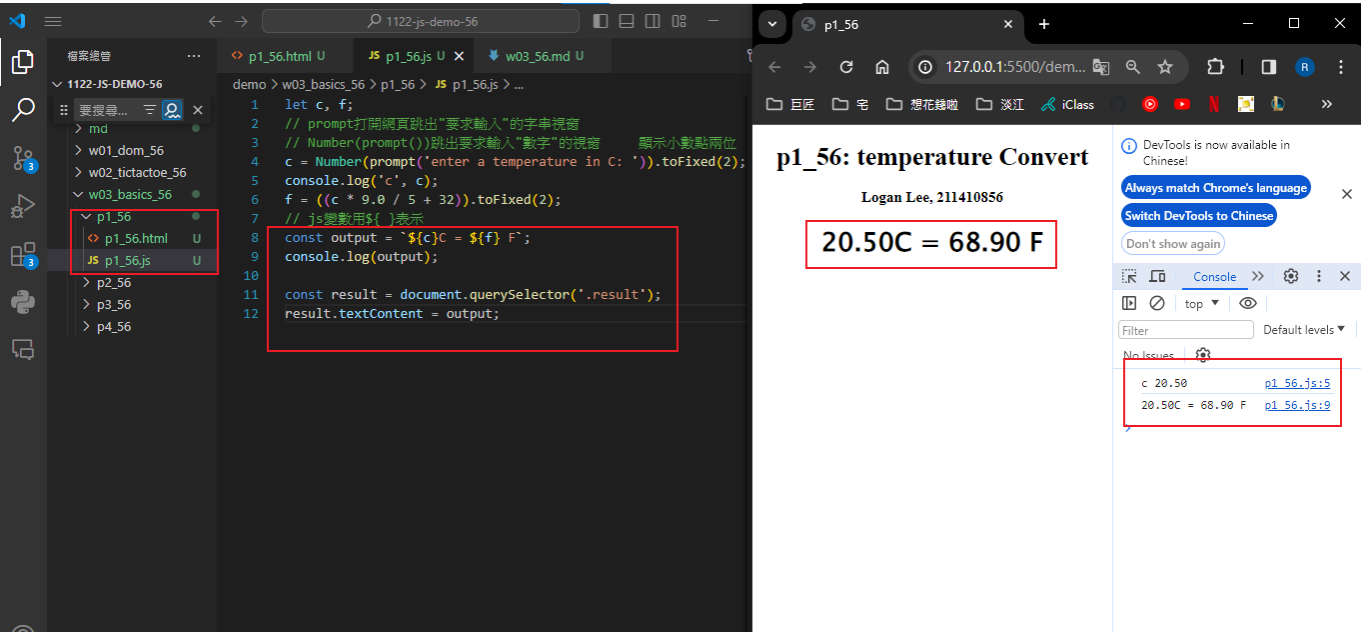 1122-js-demo-56
p1_56
檔案總管 ...
<> p1_56.html U
JS p1_56.js U
w03_56.md U
127.0.0.1:5500/dem...
R
1122-JS-DEMO-56
demo > w03_basics_56 > p1_56 > JS p1_56.js > ...
巨匠
宅
想花錢啦
淡江
iClass
要搜尋...
md
w01_dom_56
w02_tictactoe_56
w03_basics_56
p1_56
<> p1_56.html U
JS p1_56.js U
p2_56
p3_56
p4_56
3
3
1 let c, f;
2 // prompt打開網頁跳出"要求輸入"的字串視窗
3 // Number(prompt())跳出要求輸入"數字"的視窗 顯示小數點兩位
4 c = Number(prompt('enter a temperature in C: ')).toFixed(2);
5 console.log('c', c);
6 f = ((c * 9.0 / 5 + 32)).toFixed(2);
7 // js變數用${ }表示
8 const output = `${c}C = ${f} F`;
9 console.log(output);
10
11 const result = document.querySelector('.result');
12 result.textContent = output;
p1_56: temperature Convert
Logan Lee, 211410856
20.50C = 68.90 F
DevTools is now available in
Chinese!
Always match Chrome's language
Switch DevTools to Chinese
Don't show again
Console
top
Filter
Default levels
No Issues
c 20.50 p1_56.js:5
20.50C = 68.90 F p1_56.js:9